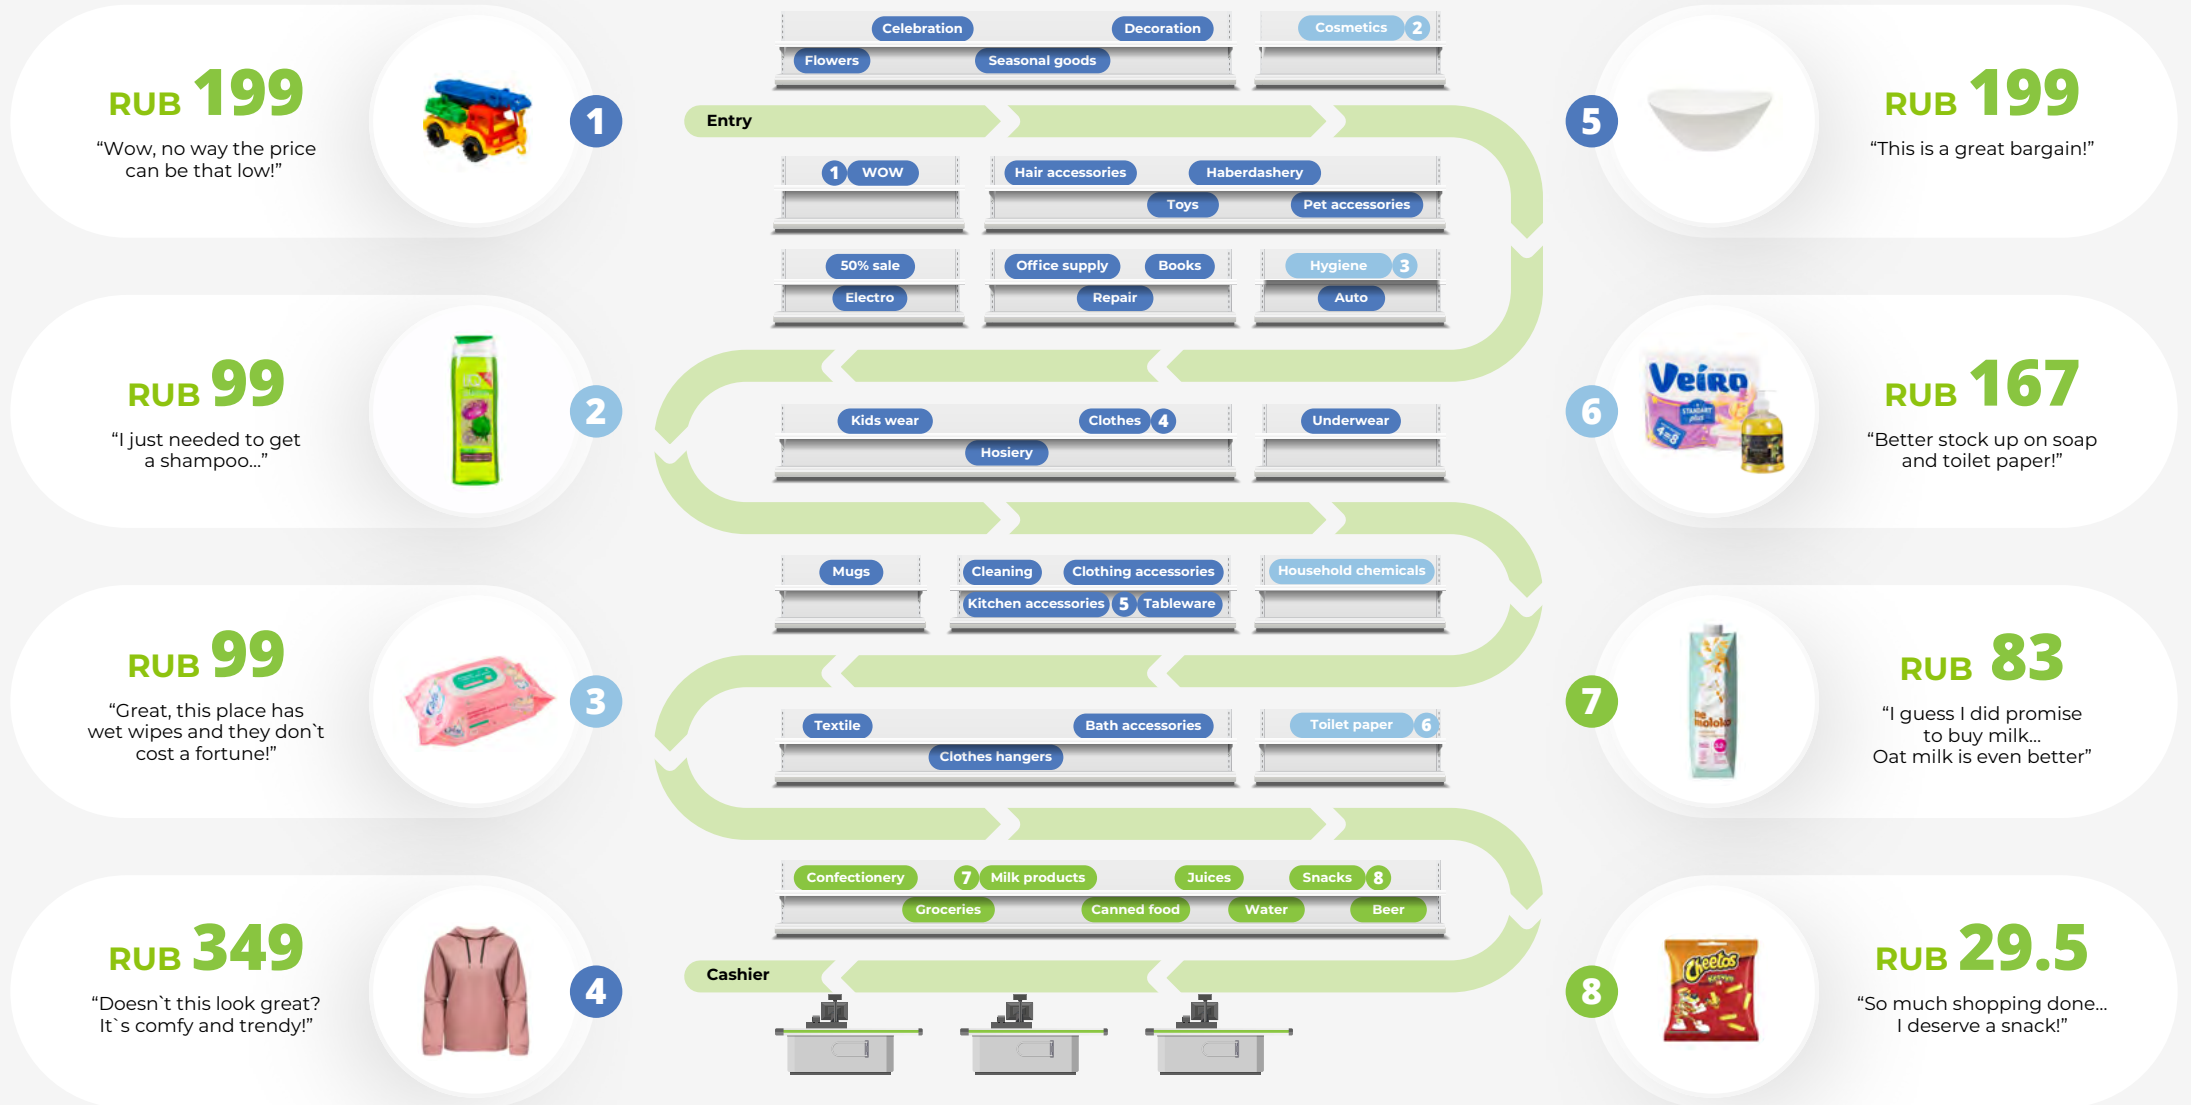 RUB 199
“Wow, no way the price
can be that low!”
1
RUB 99
“I just needed to get
a shampoo...”
2
RUB 99
“Great, this place has
wet wipes and they don`t
cost a fortune!”
3
RUB 349
“Doesn`t this look great?
It`s comfy and trendy!”
4
Celebration
Decoration
Cosmetics 2
Flowers
Seasonal goods
Entry
1 WOW
Hair accessories
Haberdashery
Toys
Pet accessories
50% sale
Office supply
Books
Hygiene 3
Electro
Repair
Auto
Kids wear
Clothes 4
Underwear
Hosiery
Mugs
Cleaning
Clothing accessories
Household chemicals
Kitchen accessories 5 Tableware
Textile
Bath accessories
Toilet paper 6
Clothes hangers
Confectionery
7 Milk products
Juices
Snacks 8
Groceries
Canned food
Water
Beer
Cashier
5
RUB 199
“This is a great bargain!”
6
Veiro
STANDART
plus
4=8
RUB 167
“Better stock up on soap
and toilet paper!”
7
ne
moloko
3.2
RUB 83
“I guess I did promise
to buy milk...
Oat milk is even better”
8
Cheetos
RUB 29.5
“So much shopping done...
I deserve a snack!”